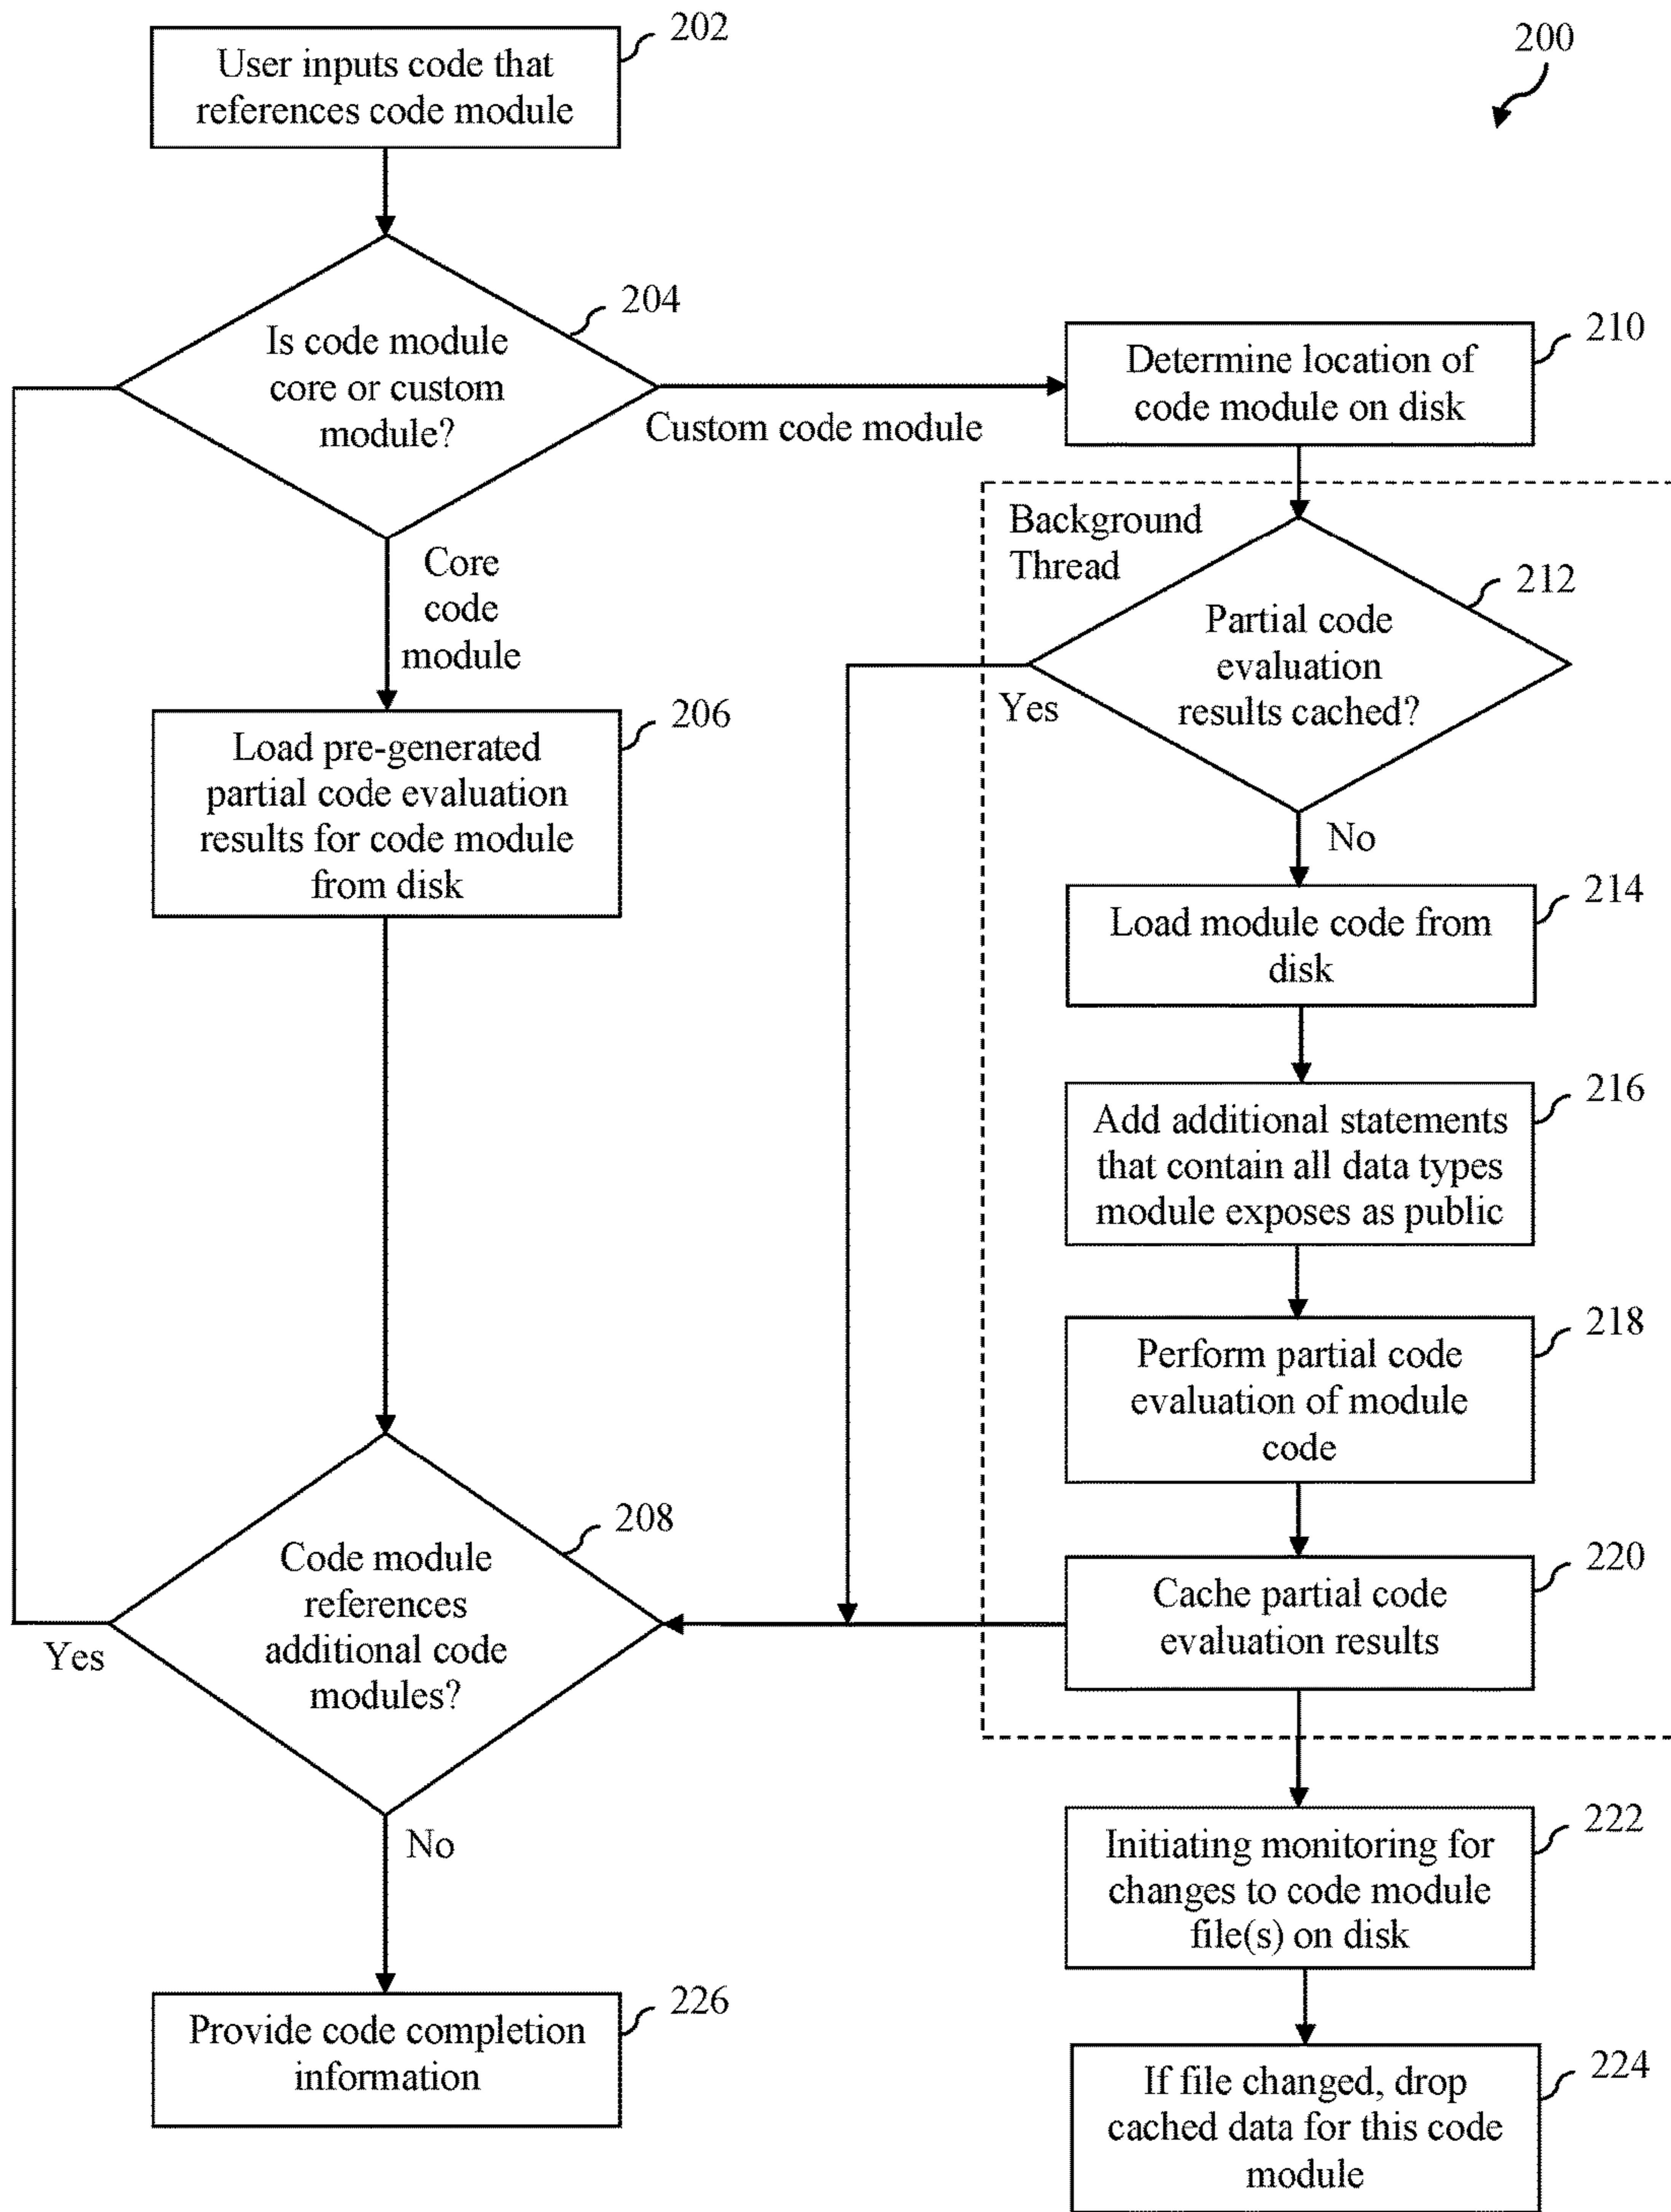 202
User inputs code that
references code module
200
204
Is code module
core or custom
module?
Custom code module
210
Determine location of
code module on disk
Background
Thread
Core
code
module
212
Partial code
evaluation
results cached?
Yes
No
206
Load pre-generated
partial code evaluation
results for code module
from disk
214
Load module code from
disk
216
Add additional statements
that contain all data types
module exposes as public
218
Perform partial code
evaluation of module
code
208
Code module
references
additional code
modules?
Yes
No
220
Cache partial code
evaluation results
222
Initiating monitoring for
changes to code module
file(s) on disk
226
Provide code completion
information
224
If file changed, drop
cached data for this code
module